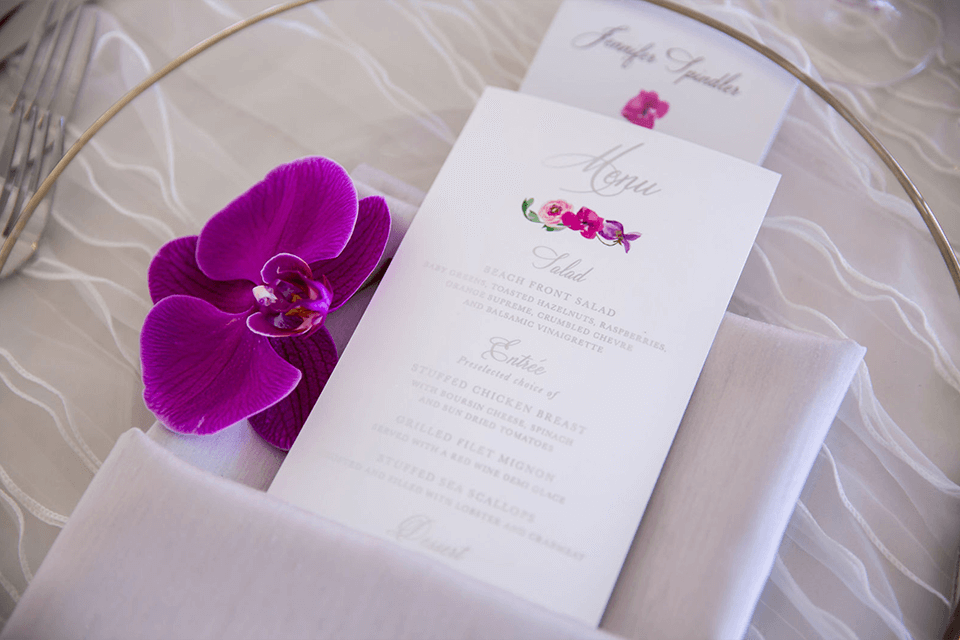 Jennifer Spindler
Menu
Salad
BEACH FRONT SALAD
BABY GREENS, TOASTED HAZELNUTS, RASPBERRIES,
ORANGE SUPREME, CRUMBLED CHEVRE
AND BALSAMIC VINAIGRETTE
Entrée
Preselected choice of
STUFFED CHICKEN BREAST
WITH BOURSIN CHEESE, SPINACH
AND SUN DRIED TOMATOES
GRILLED FILET MIGNON
SERVED WITH A RED WINE DEMI GLACE
STUFFED SEA SCALLOPS
AND FILLED WITH LOBSTER AND CRABMEAT
Desert